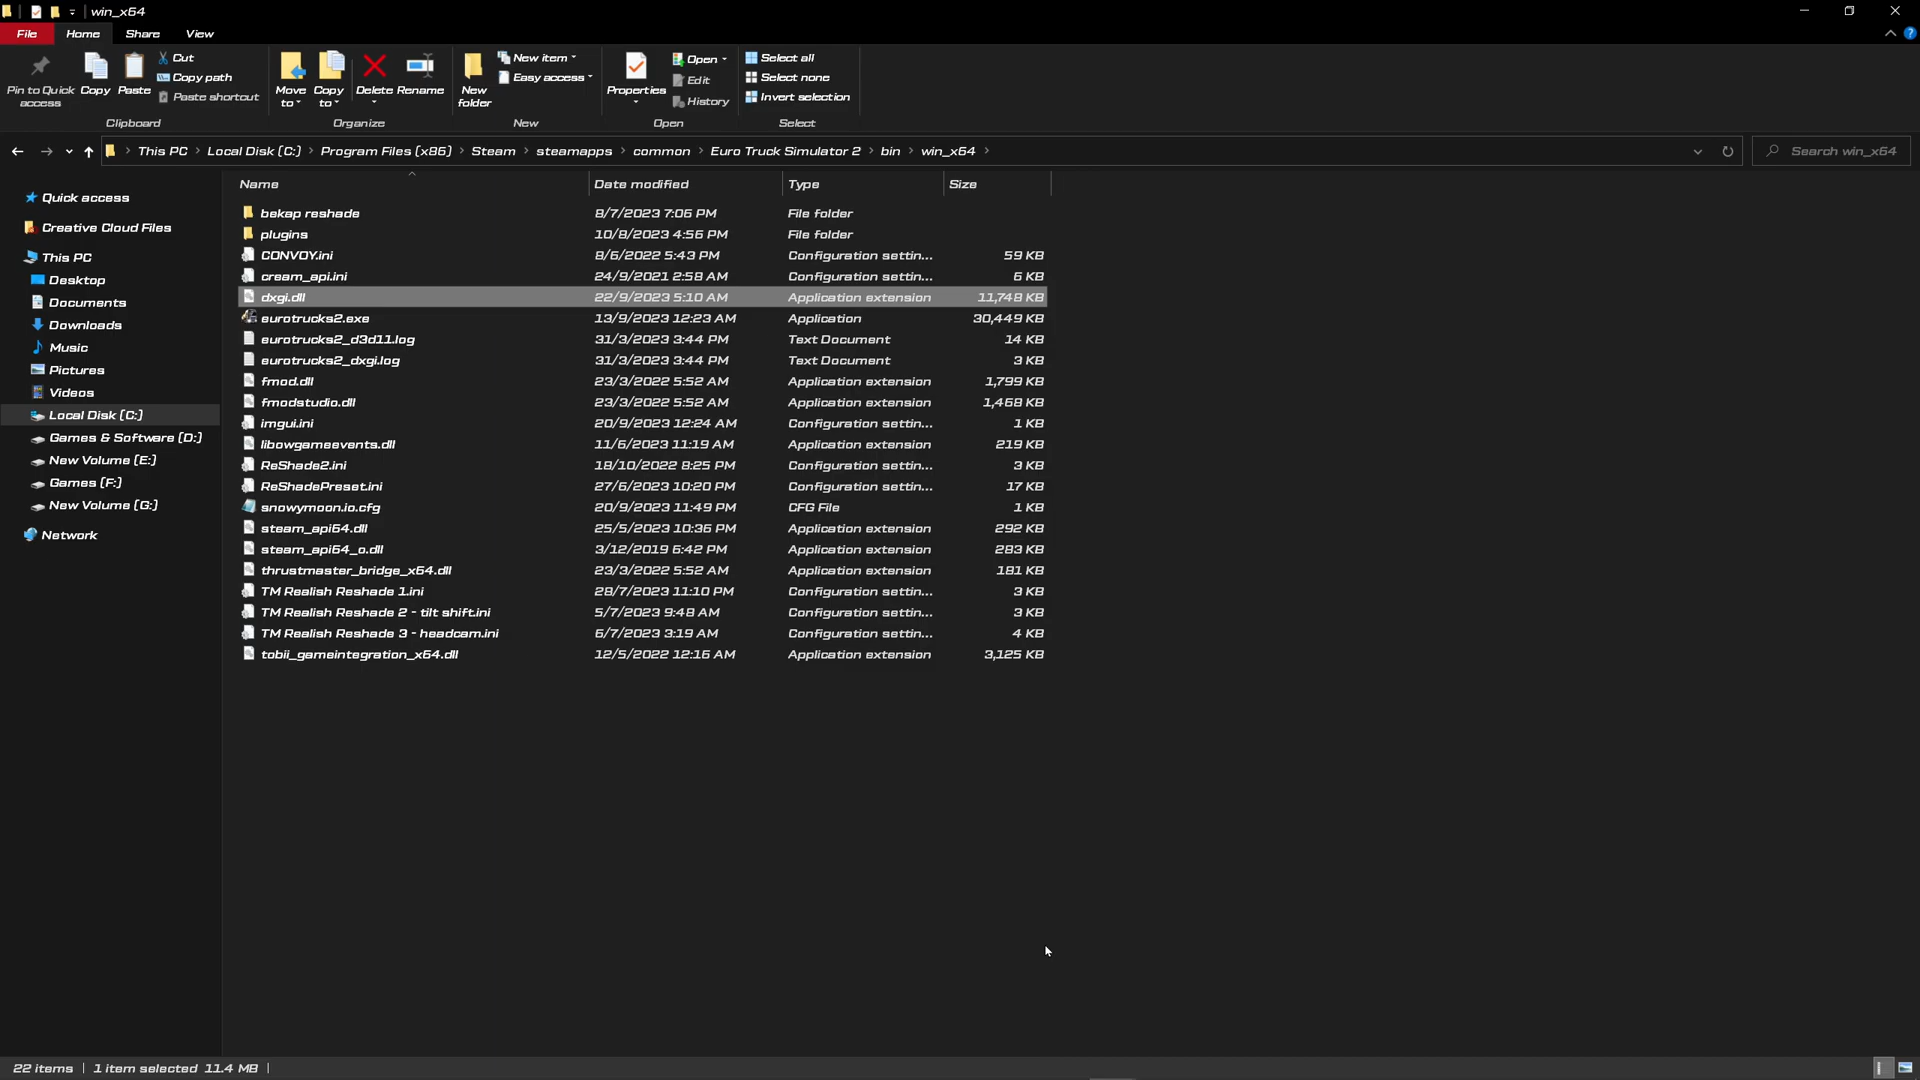 win_x64
File Home Share View
Pin to Quick access
Copy
Paste
Cut
Copy path
Paste shortcut
Clipboard
Move to
Copy to
Delete
Rename
Organize
New folder
New item
Easy access
New
Properties
Open
Edit
History
Open
Select all
Select none
Invert selection
Select
This PC > Local Disk (C:) > Program Files (x86) > Steam > steamapps > common > Euro Truck Simulator 2 > bin > win_x64 >
Search win_x64
Quick access
Creative Cloud Files
This PC
Desktop
Documents
Downloads
Music
Pictures
Videos
Local Disk (C:)
Games & Software (D:)
New Volume (E:)
Games (F:)
New Volume (G:)
Network
Name Date modified Type Size
bekap reshade 8/7/2023 7:06 PM File folder
plugins 10/8/2023 4:56 PM File folder
CONVOY.ini 8/6/2022 5:43 PM Configuration settin... 59 KB
cream_api.ini 24/9/2021 2:58 AM Configuration settin... 6 KB
dxgi.dll 22/9/2023 5:10 AM Application extension 11,748 KB
eurotrucks2.exe 13/9/2023 12:23 AM Application 30,449 KB
eurotrucks2_d3d11.log 31/3/2023 3:44 PM Text Document 14 KB
eurotrucks2_dxgi.log 31/3/2023 3:44 PM Text Document 3 KB
fmod.dll 23/3/2022 5:52 AM Application extension 1,799 KB
fmodstudio.dll 23/3/2022 5:52 AM Application extension 1,468 KB
imgui.ini 20/9/2023 12:24 AM Configuration settin... 1 KB
libowgameevents.dll 11/6/2023 11:19 AM Application extension 219 KB
ReShade2.ini 18/10/2022 8:25 PM Configuration settin... 3 KB
ReShadePreset.ini 27/6/2023 10:20 PM Configuration settin... 17 KB
snowymoon.io.cfg 20/9/2023 11:49 PM CFG File 1 KB
steam_api64.dll 25/5/2023 10:36 PM Application extension 292 KB
steam_api64_o.dll 3/12/2019 6:42 PM Application extension 283 KB
thrustmaster_bridge_x64.dll 23/3/2022 5:52 AM Application extension 181 KB
TM Realish Reshade 1.ini 28/7/2023 11:10 PM Configuration settin... 3 KB
TM Realish Reshade 2 - tilt shift.ini 5/7/2023 9:48 AM Configuration settin... 3 KB
TM Realish Reshade 3 - headcam.ini 6/7/2023 3:19 AM Configuration settin... 4 KB
tobii_gameintegration_x64.dll 12/5/2022 12:16 AM Application extension 3,125 KB
22 items 1 item selected 11.4 MB